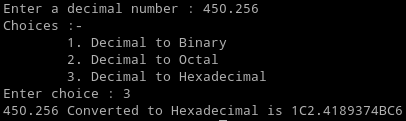 Enter a decimal number : 450.256
Choices :-
1. Decimal to Binary
2. Decimal to Octal
3. Decimal to Hexadecimal
Enter choice : 3
450.256 Converted to Hexadecimal is 1C2.4189374BC6